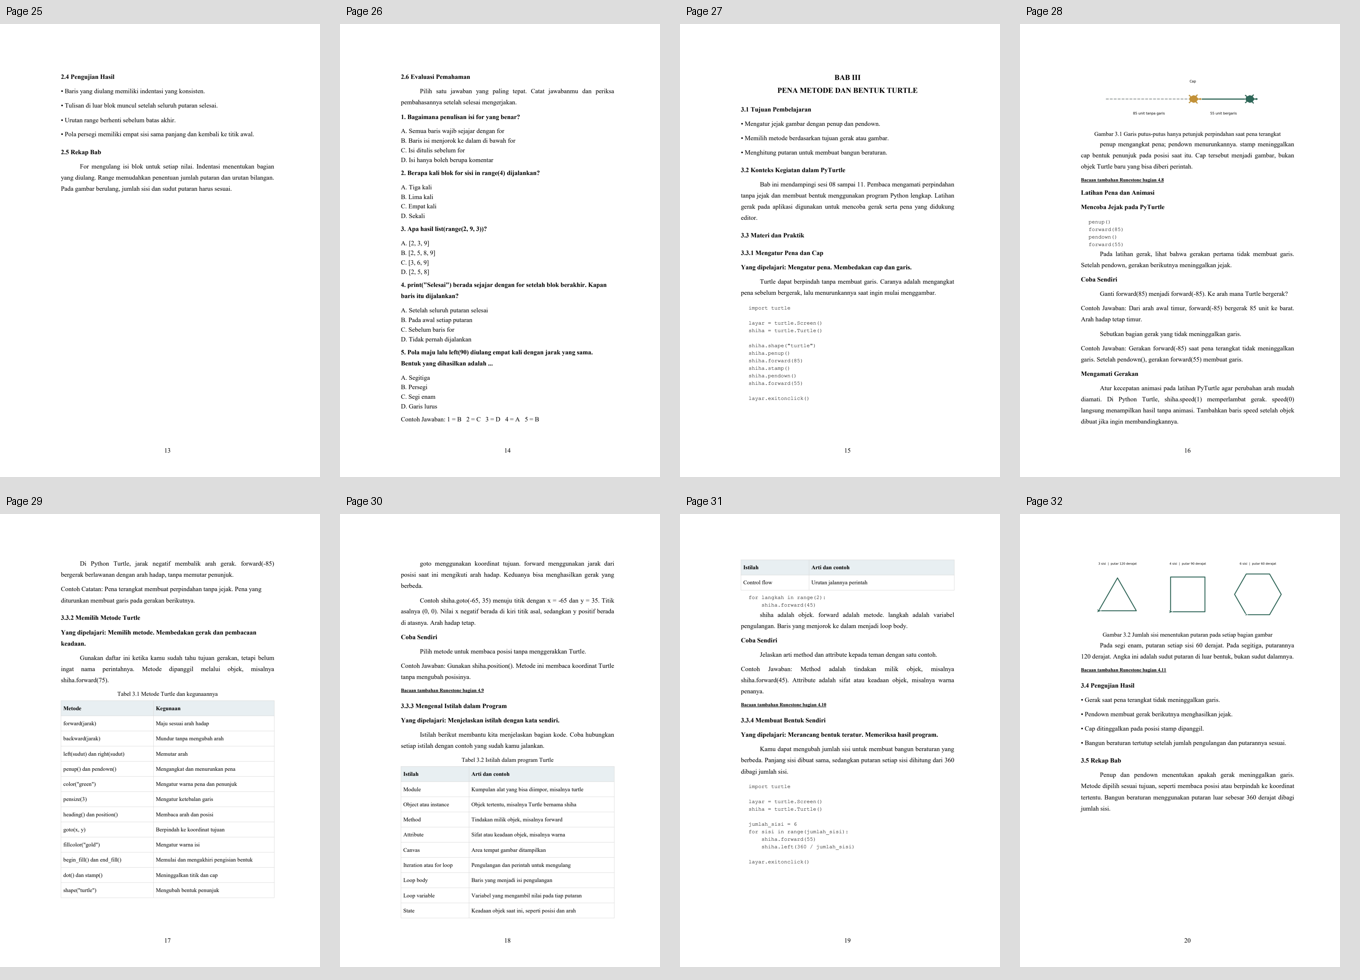 Page 25
2.4 Pengujian Hasil
• Baris yang diulang memiliki indentasi yang konsisten.
• Tulisan di luar blok muncul setelah seluruh putaran selesai.
• Urutan range berhenti sebelum batas akhir.
• Pola persegi memiliki empat sisi sama panjang dan kembali ke titik awal.
2.5 Rekap Bab
For mengulang isi blok untuk setiap nilai. Indentasi menentukan bagian
yang diulang. Range memudahkan penentuan jumlah putaran dan urutan bilangan.
Pada gambar berulang, jumlah sisi dan sudut putaran harus sesuai.
13
Page 26
2.6 Evaluasi Pemahaman
Pilih satu jawaban yang paling tepat. Catat jawabanmu dan periksa
pembahasannya setelah selesai mengerjakan.
1. Bagaimana penulisan isi for yang benar?
A. Semua baris wajib sejajar dengan for
B. Baris isi menjorok ke dalam di bawah for
C. Isi ditulis sebelum for
D. Isi hanya boleh berupa komentar
2. Berapa kali blok for sisi in range(4) dijalankan?
A. Tiga kali
B. Lima kali
C. Empat kali
D. Sekali
3. Apa hasil list(range(2, 9, 3))?
A. [2, 3, 9]
B. [2, 5, 8, 9]
C. [3, 6, 9]
D. [2, 5, 8]
4. print("Selesai") berada sejajar dengan for setelah blok berakhir. Kapan
baris itu dijalankan?
A. Setelah seluruh putaran selesai
B. Pada awal setiap putaran
C. Sebelum baris for
D. Tidak pernah dijalankan
5. Pola maju lalu left(90) diulang empat kali dengan jarak yang sama.
Bentuk yang dihasilkan adalah ...
A. Segitiga
B. Persegi
C. Segi enam
D. Garis lurus
Contoh Jawaban: 1 = B 2 = C 3 = D 4 = A 5 = B
14
Page 27
BAB III
PENA METODE DAN BENTUK TURTLE
3.1 Tujuan Pembelajaran
• Mengatur jejak gambar dengan penup dan pendown.
• Memilih metode berdasarkan tujuan gerak atau gambar.
• Menghitung putaran untuk membuat bangun beraturan.
3.2 Konteks Kegiatan dalam PyTurtle
Bab ini mendampingi sesi 08 sampai 11. Pembaca mengamati perpindahan
tanpa jejak dan membuat bentuk menggunakan program Python lengkap. Latihan
gerak pada aplikasi digunakan untuk mencoba gerak serta pena yang didukung
editor.
3.3 Materi dan Praktik
3.3.1 Mengatur Pena dan Cap
Yang dipelajari: Mengatur pena. Membedakan cap dan garis.
Turtle dapat berpindah tanpa membuat garis. Caranya adalah mengangkat
pena sebelum bergerak, lalu menurunkannya saat ingin mulai menggambar.
import turtle
layar = turtle.Screen()
shiha = turtle.Turtle()
shiha.shape("turtle")
shiha.penup()
shiha.forward(85)
shiha.stamp()
shiha.pendown()
shiha.forward(55)
layar.exitonclick()
15
Page 28
Cap
85 unit tanpa garis
55 unit bergaris
Gambar 3.1 Garis putus-putus hanya petunjuk perpindahan saat pena terangkat
penup mengangkat pena; pendown menurunkannya. stamp meninggalkan
cap bentuk penunjuk pada posisi saat itu. Cap tersebut menjadi gambar, bukan
objek Turtle baru yang bisa diberi perintah.
Bacaan tambahan Runestone bagian 4.8
Latihan Pena dan Animasi
Mencoba Jejak pada PyTurtle
penup()
forward(85)
pendown()
forward(55)
Pada latihan gerak, lihat bahwa gerakan pertama tidak membuat garis.
Setelah pendown, gerakan berikutnya meninggalkan jejak.
Coba Sendiri
Ganti forward(85) menjadi forward(-85). Ke arah mana Turtle bergerak?
Contoh Jawaban: Dari arah awal timur, forward(-85) bergerak 85 unit ke barat.
Arah hadap tetap timur.
Sebutkan bagian gerak yang tidak meninggalkan garis.
Contoh Jawaban: Gerakan forward(-85) saat pena terangkat tidak meninggalkan
garis. Setelah pendown(), gerakan forward(55) membuat garis.
Mengamati Gerakan
Atur kecepatan animasi pada latihan PyTurtle agar perubahan arah mudah
diamati. Di Python Turtle, shiha.speed(1) memperlambat gerak. speed(0)
langsung menampilkan hasil tanpa animasi. Tambahkan baris speed setelah objek
dibuat jika ingin membandingkannya.
16
Page 29
Di Python Turtle, jarak negatif membalik arah gerak. forward(-85)
bergerak berlawanan dengan arah hadap, tanpa memutar penunjuk.
Contoh Catatan: Pena terangkat membuat perpindahan tanpa jejak. Pena yang
diturunkan membuat garis pada gerakan berikutnya.
3.3.2 Memilih Metode Turtle
Yang dipelajari: Memilih metode. Membedakan gerak dan pembacaan
keadaan.
Gunakan daftar ini ketika kamu sudah tahu tujuan gerakan, tetapi belum
ingat nama perintahnya. Metode dipanggil melalui objek, misalnya
shiha.forward(75).
Tabel 3.1 Metode Turtle dan kegunaannya
Metode Kegunaan
forward(jarak) Maju sesuai arah hadap
backward(jarak) Mundur tanpa mengubah arah
left(sudut) dan right(sudut) Memutar arah
penup() dan pendown() Mengangkat dan menurunkan pena
color("green") Mengatur warna pena dan penunjuk
pensize(3) Mengatur ketebalan garis
heading() dan position() Membaca arah dan posisi
goto(x, y) Berpindah ke koordinat tujuan
fillcolor("gold") Mengatur warna isi
begin_fill() dan end_fill() Memulai dan mengakhiri pengisian bentuk
dot() dan stamp() Meninggalkan titik dan cap
shape("turtle") Mengubah bentuk penunjuk
17
Page 30
goto menggunakan koordinat tujuan. forward menggunakan jarak dari
posisi saat ini mengikuti arah hadap. Keduanya bisa menghasilkan gerak yang
berbeda.
Contoh shiha.goto(-65, 35) menuju titik dengan x = -65 dan y = 35. Titik
asalnya (0, 0). Nilai x negatif berada di kiri titik asal, sedangkan y positif berada
di atasnya. Arah hadap tetap.
Coba Sendiri
Pilih metode untuk membaca posisi tanpa menggerakkan Turtle.
Contoh Jawaban: Gunakan shiha.position(). Metode ini membaca koordinat Turtle
tanpa mengubah posisinya.
Bacaan tambahan Runestone bagian 4.9
3.3.3 Mengenal Istilah dalam Program
Yang dipelajari: Menjelaskan istilah dengan kata sendiri.
Istilah berikut membantu kita menjelaskan bagian kode. Coba hubungkan
setiap istilah dengan contoh yang sudah kamu jalankan.
Tabel 3.2 Istilah dalam program Turtle
Istilah Arti dan contoh
Module Kumpulan alat yang bisa diimpor, misalnya turtle
Object atau instance Objek tertentu, misalnya Turtle bernama shiha
Method Tindakan milik objek, misalnya forward
Attribute Sifat atau keadaan objek, misalnya warna
Canvas Area tempat gambar ditampilkan
Iteration atau for loop Pengulangan dan perintah untuk mengulang
Loop body Baris yang menjadi isi pengulangan
Loop variable Variabel yang mengambil nilai pada tiap putaran
State Keadaan objek saat ini, seperti posisi dan arah
18
Page 31
Istilah Arti dan contoh
Control flow Urutan jalannya perintah
for langkah in range(2):
shiha.forward(45)
shiha adalah objek. forward adalah metode. langkah adalah variabel
pengulangan. Baris yang menjorok ke dalam menjadi loop body.
Coba Sendiri
Jelaskan arti method dan attribute kepada teman dengan satu contoh.
Contoh Jawaban: Method adalah tindakan milik objek, misalnya
shiha.forward(45). Attribute adalah sifat atau keadaan objek, misalnya warna
penanya.
Bacaan tambahan Runestone bagian 4.10
3.3.4 Membuat Bentuk Sendiri
Yang dipelajari: Merancang bentuk teratur. Memeriksa hasil program.
Kamu dapat mengubah jumlah sisi untuk membuat bangun beraturan yang
berbeda. Panjang sisi dibuat sama, sedangkan putaran setiap sisi dihitung dari 360
dibagi jumlah sisi.
import turtle
layar = turtle.Screen()
shiha = turtle.Turtle()
jumlah_sisi = 6
for sisi in range(jumlah_sisi):
shiha.forward(55)
shiha.left(360 / jumlah_sisi)
layar.exitonclick()
19
Page 32
3 sisi | putar 120 derajat
4 sisi | putar 90 derajat
6 sisi | putar 60 derajat
Gambar 3.2 Jumlah sisi menentukan putaran pada setiap bagian gambar
Pada segi enam, putaran setiap sisi 60 derajat. Pada segitiga, putarannya
120 derajat. Angka ini adalah sudut putaran di luar bentuk, bukan sudut dalamnya.
Bacaan tambahan Runestone bagian 4.11
3.4 Pengujian Hasil
• Gerak saat pena terangkat tidak meninggalkan garis.
• Pendown membuat gerak berikutnya menghasilkan jejak.
• Cap ditinggalkan pada posisi stamp dipanggil.
• Bangun beraturan tertutup setelah jumlah pengulangan dan putarannya sesuai.
3.5 Rekap Bab
Penup dan pendown menentukan apakah gerak meninggalkan garis.
Metode dipilih sesuai tujuan, seperti membaca posisi atau berpindah ke koordinat
tertentu. Bangun beraturan menggunakan putaran luar sebesar 360 derajat dibagi
jumlah sisi.
20